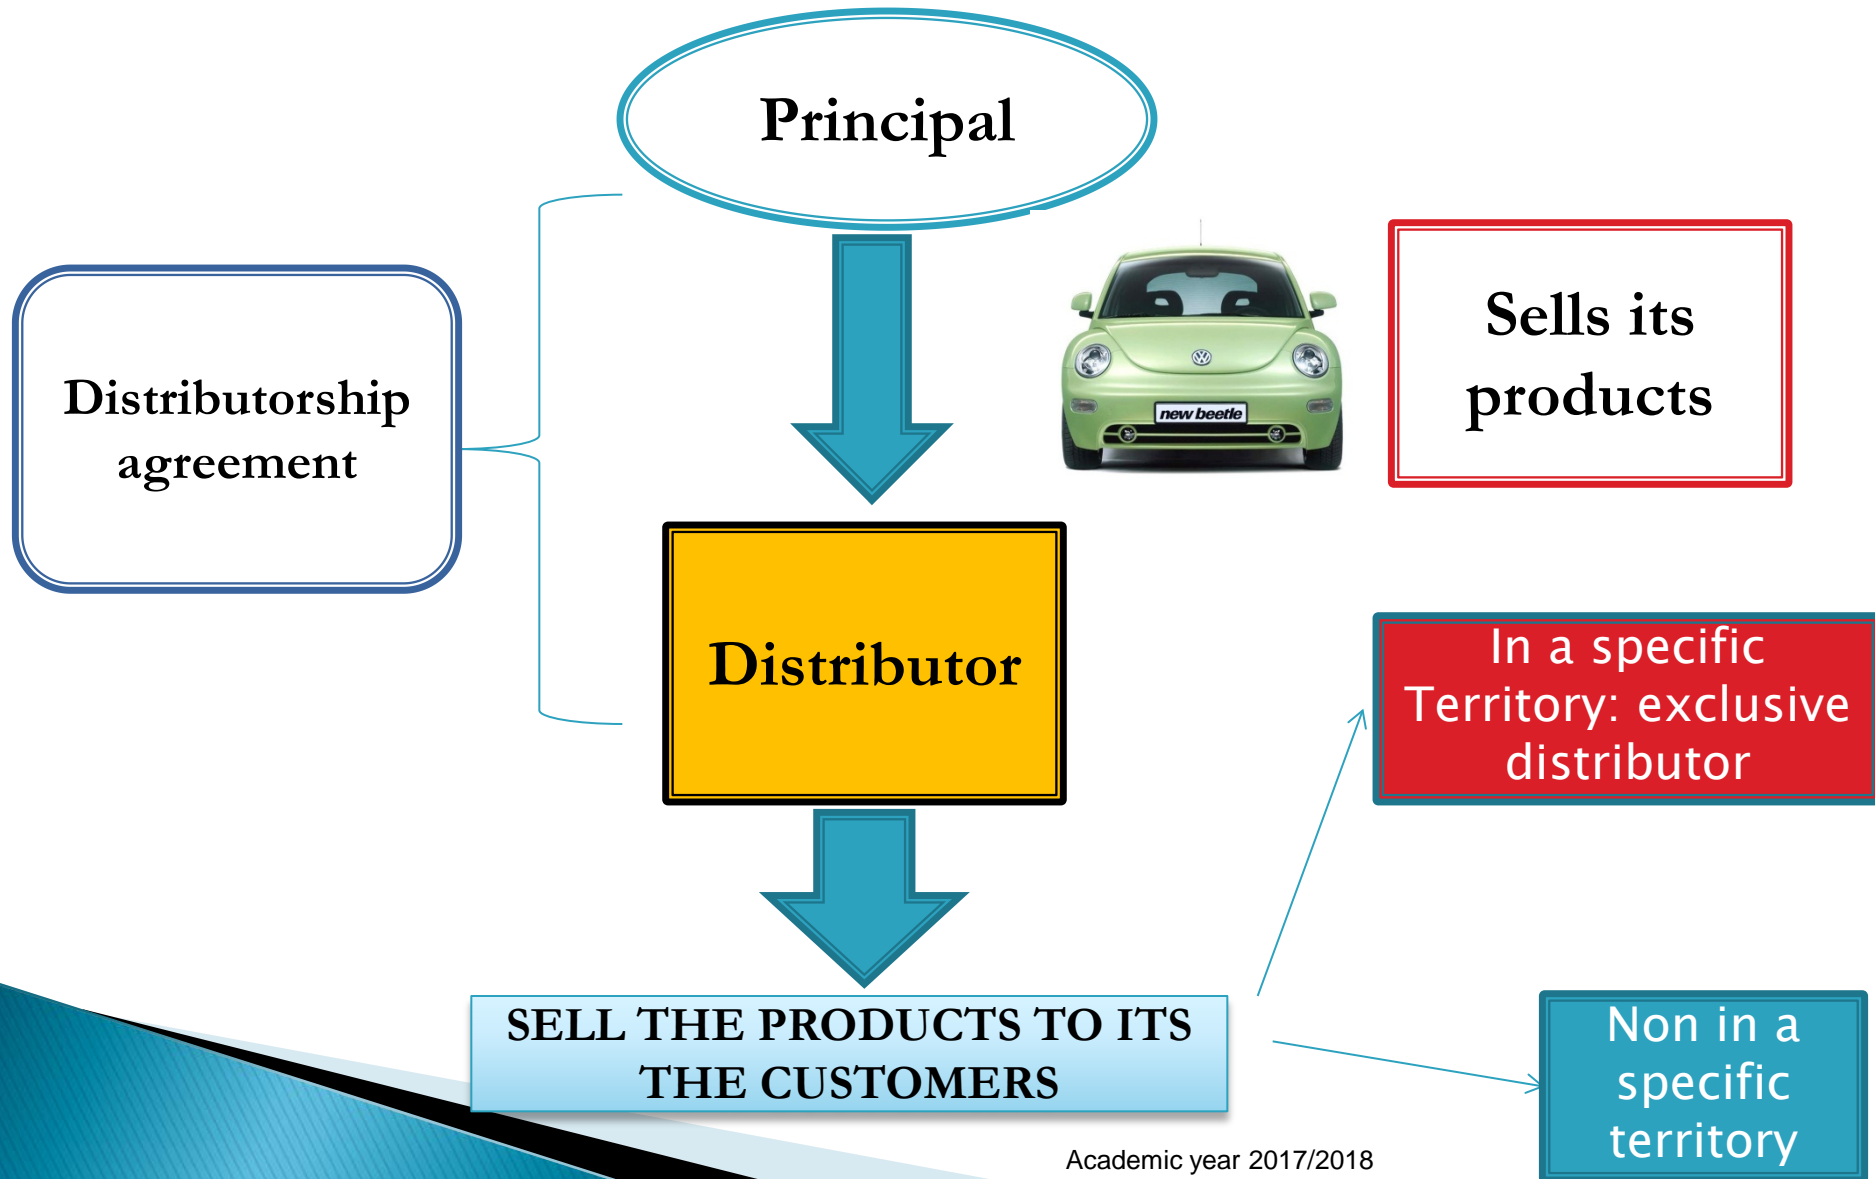 Principal
Distributorship
agreement
new beetle
Sells its
products
Distributor
In a specific
Territory: exclusive
distributor
SELL THE PRODUCTS TO ITS
THE CUSTOMERS
Non in a
specific
territory
Academic year 2017/2018